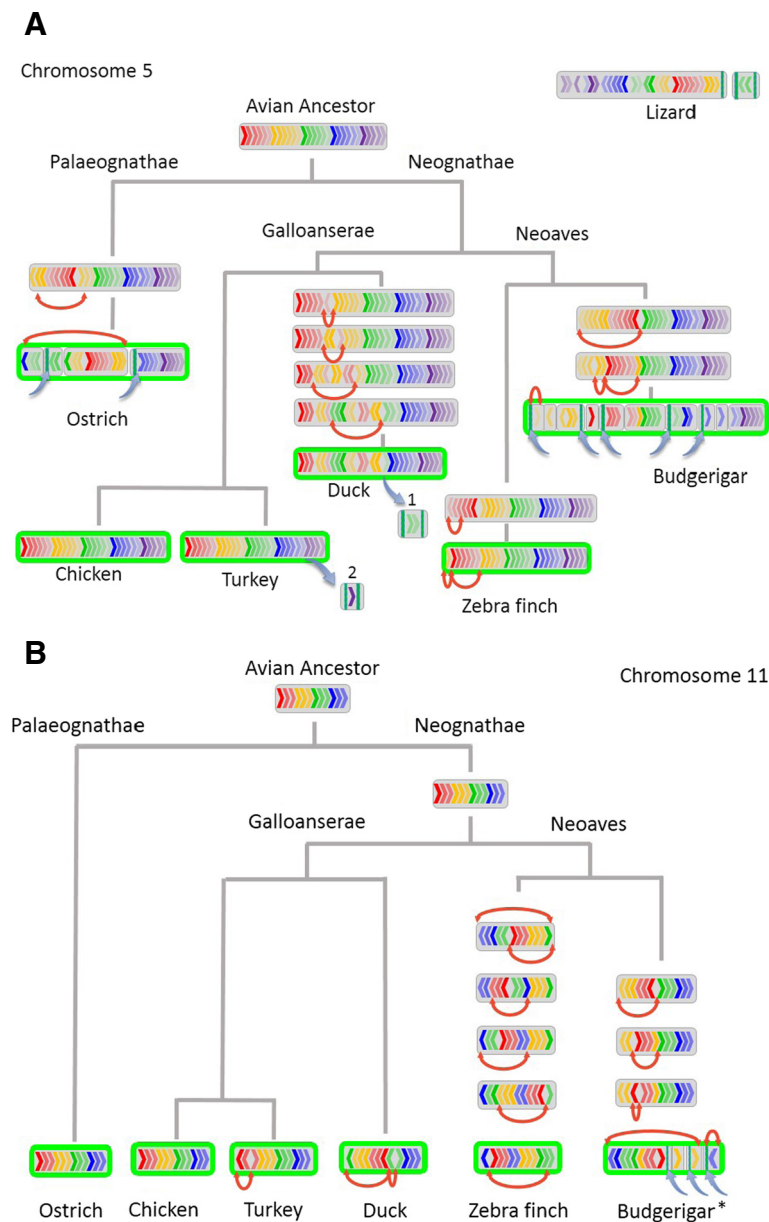 A
Chromosome 5
Lizard
Avian Ancestor
Palaeognathae
Neognathae
Galloanserae
Neoaves
Ostrich
Duck
1
Budgerigar
Chicken
Turkey
2
Zebra finch
B
Avian Ancestor
Chromosome 11
Palaeognathae
Neognathae
Galloanserae
Neoaves
Ostrich
Chicken
Turkey
Duck
Zebra finch
Budgerigar*